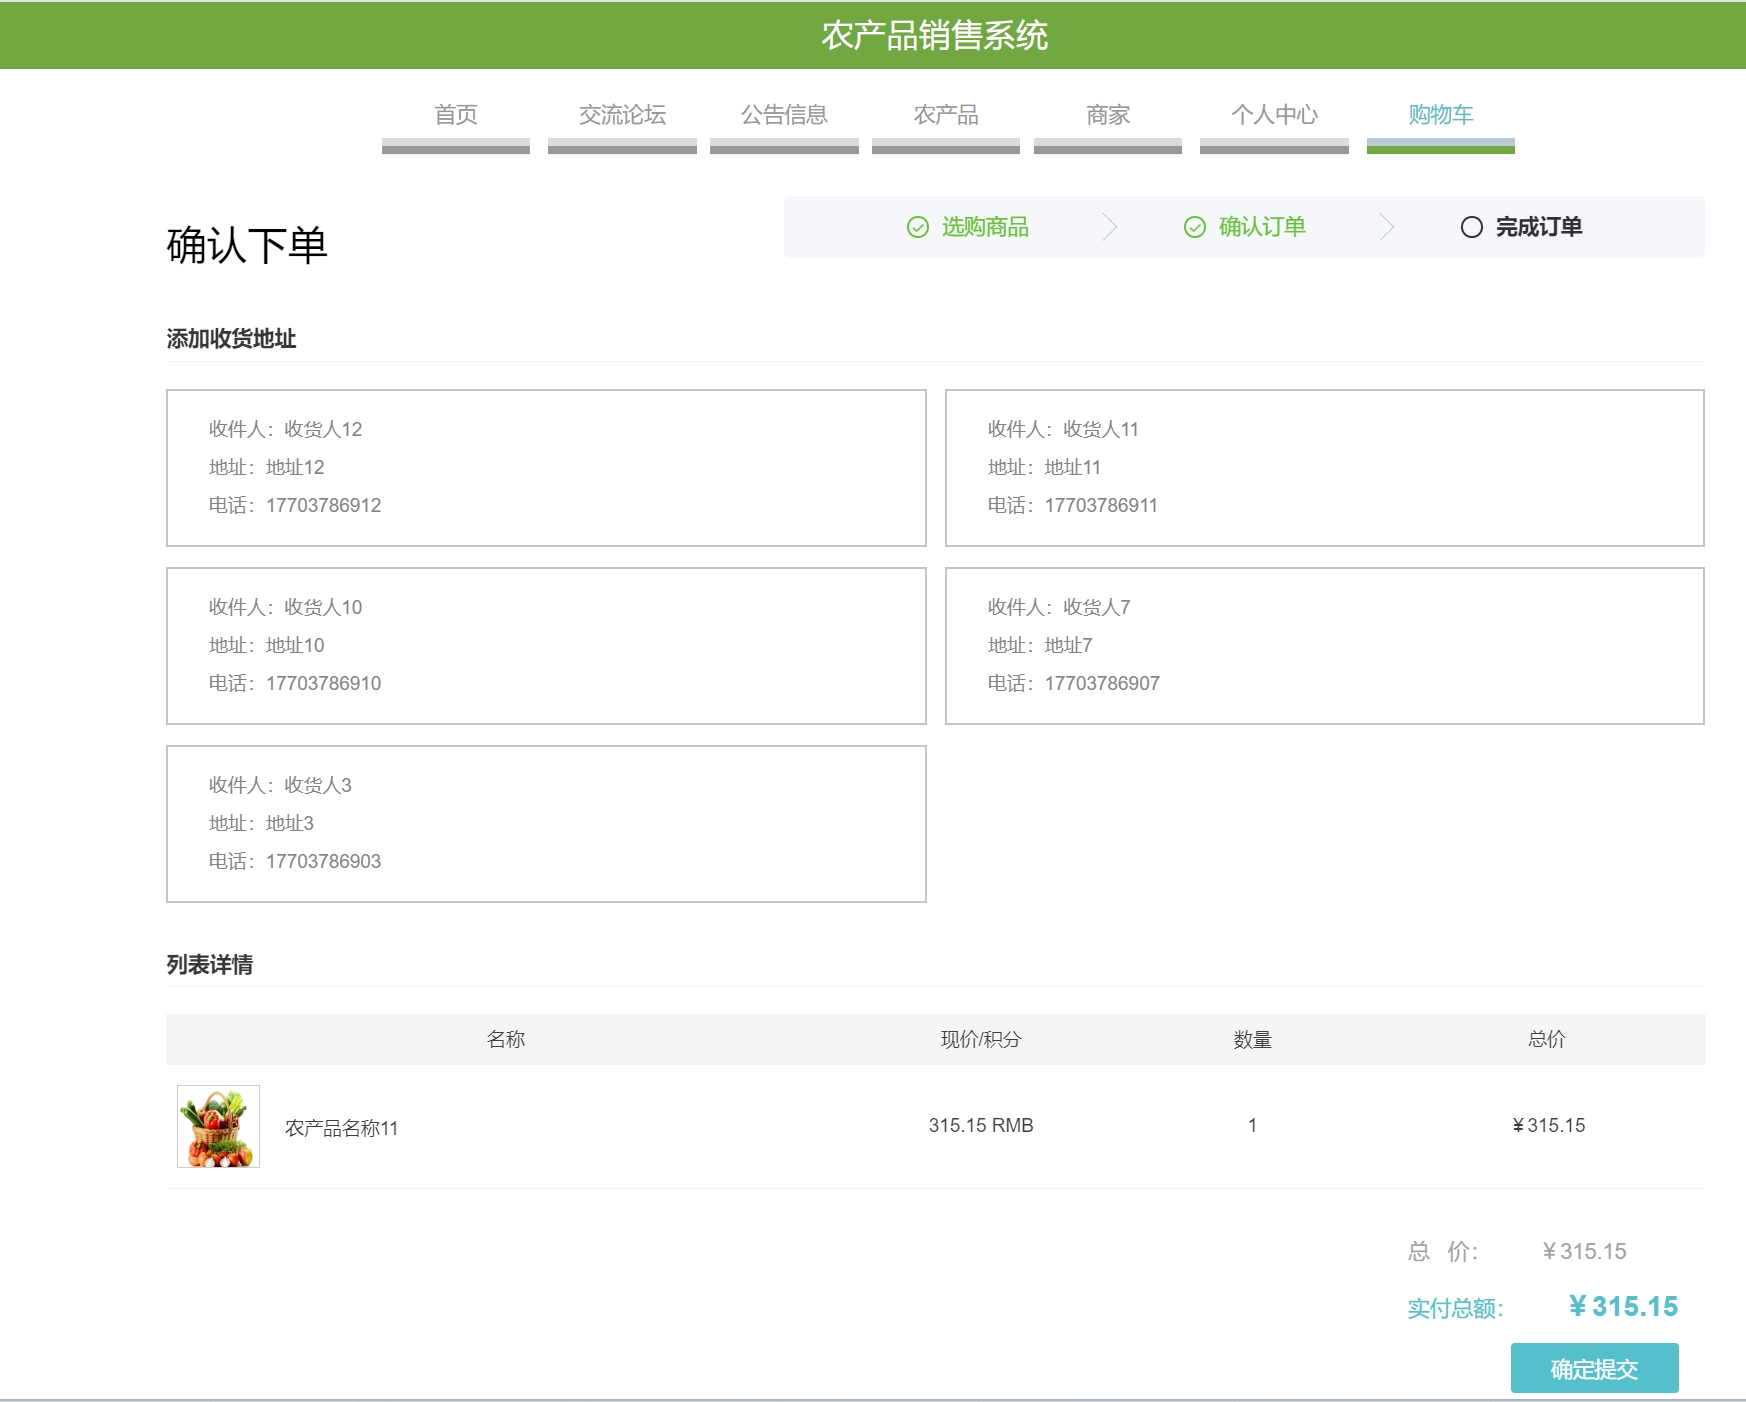 农产品销售系统
首页 交流论坛 公告信息 农产品 商家 个人中心 购物车
确认下单
选购商品 确认订单 完成订单
添加收货地址
收件人：收货人12
地址：地址12
电话：17703786912
收件人：收货人11
地址：地址11
电话：17703786911
收件人：收货人10
地址：地址10
电话：17703786910
收件人：收货人7
地址：地址7
电话：17703786907
收件人：收货人3
地址：地址3
电话：17703786903
列表详情
名称 现价/积分 数量 总价
农产品名称11 315.15 RMB 1 ¥315.15
总 价： ¥315.15
实付总额： ¥315.15
确定提交